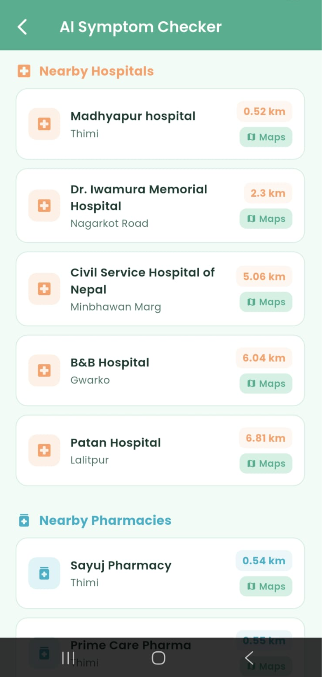 AI Symptom Checker
Nearby Hospitals
Madhyapur hospital
Thimi
0.52 km
Maps
Dr. Iwamura Memorial
Hospital
Nagarkot Road
2.3 km
Maps
Civil Service Hospital of
Nepal
Minbhawan Marg
5.06 km
Maps
B&B Hospital
Gwarko
6.04 km
Maps
Patan Hospital
Lalitpur
6.81 km
Maps
Nearby Pharmacies
Sayuj Pharmacy
Thimi
0.54 km
Maps
Prime Care Pharma
Thimi
Maps